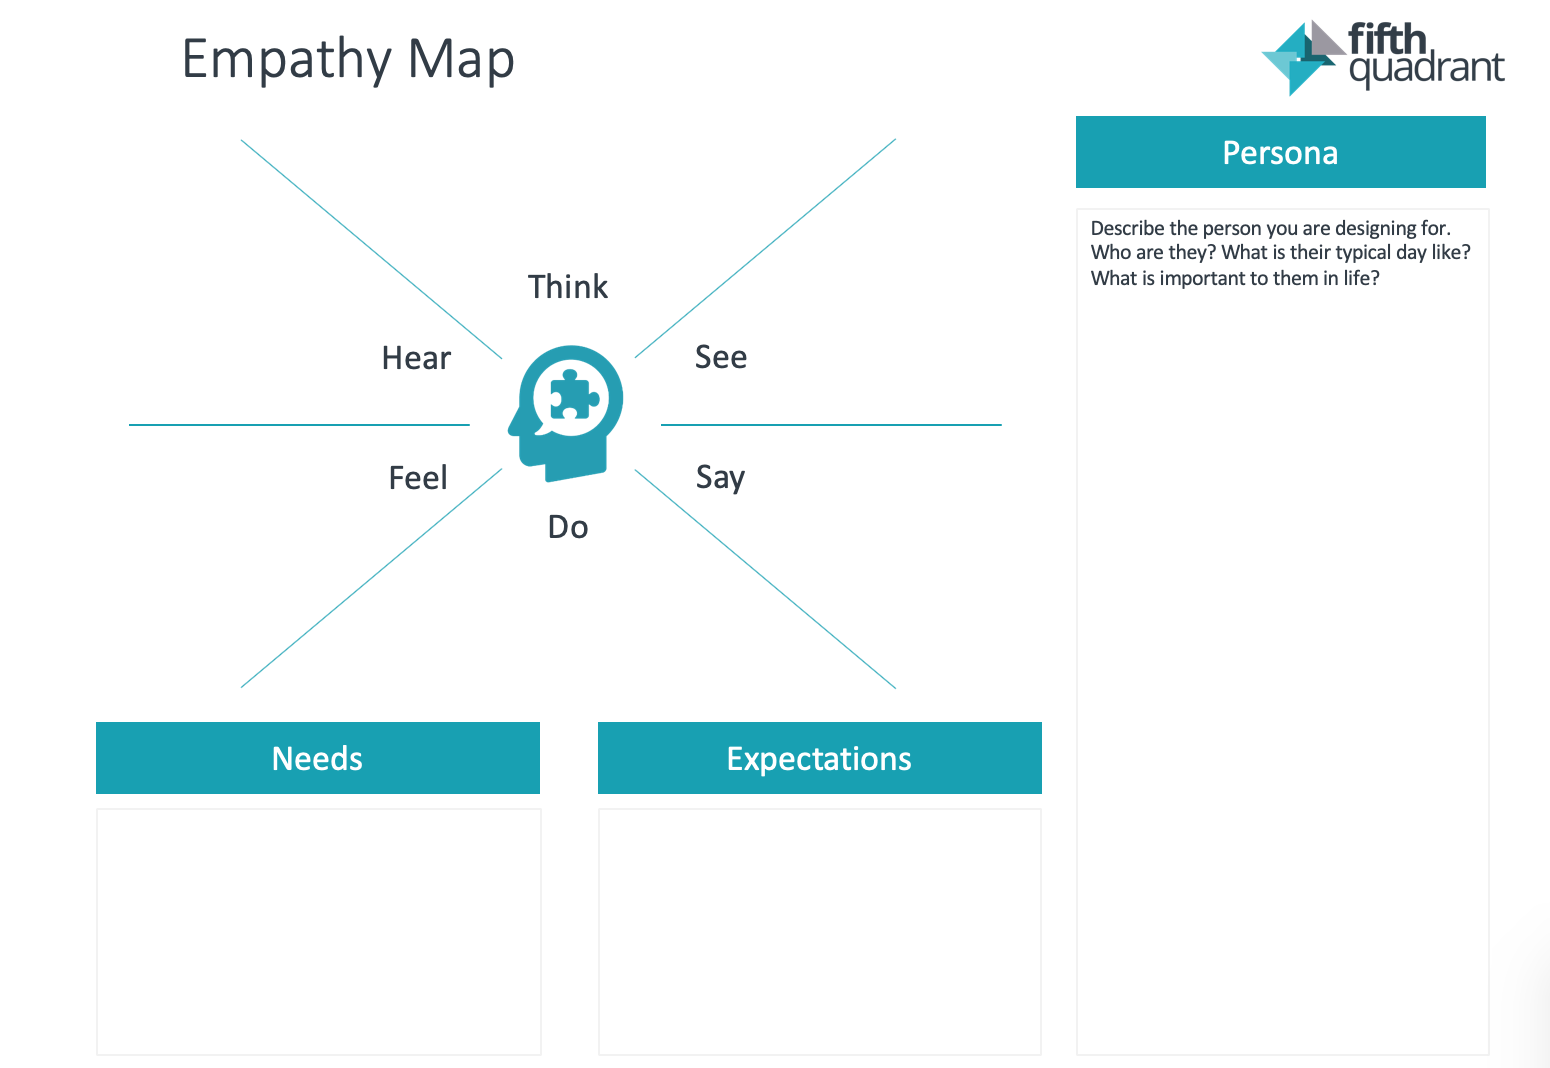 Empathy Map
fifth
quadrant
Persona
Describe the person you are designing for.
Who are they? What is their typical day like?
What is important to them in life?
Think
Hear
See
Feel
Say
Do
Needs
Expectations